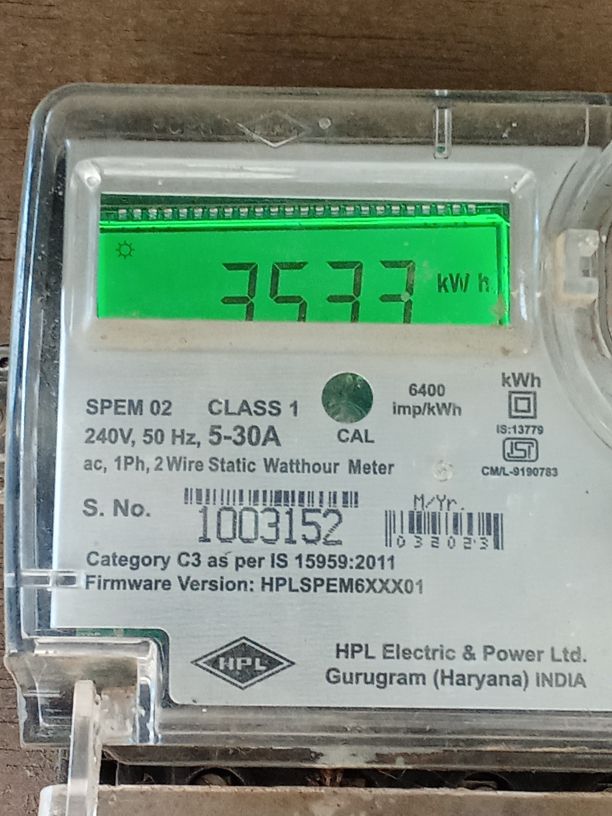 3533 kWh
SPEM 02 CLASS 1
240V, 50 Hz, 5-30A
CAL
6400
imp/kWh
kWh
IS:13779
ISI
CM/L-9190783
ac, 1Ph, 2 Wire Static Watthour Meter
S. No. 1003152
M/Yr.
032023
Category C3 as per IS 15959:2011
Firmware Version: HPLSPEM6XXX01
HPL
HPL Electric & Power Ltd.
Gurugram (Haryana) INDIA